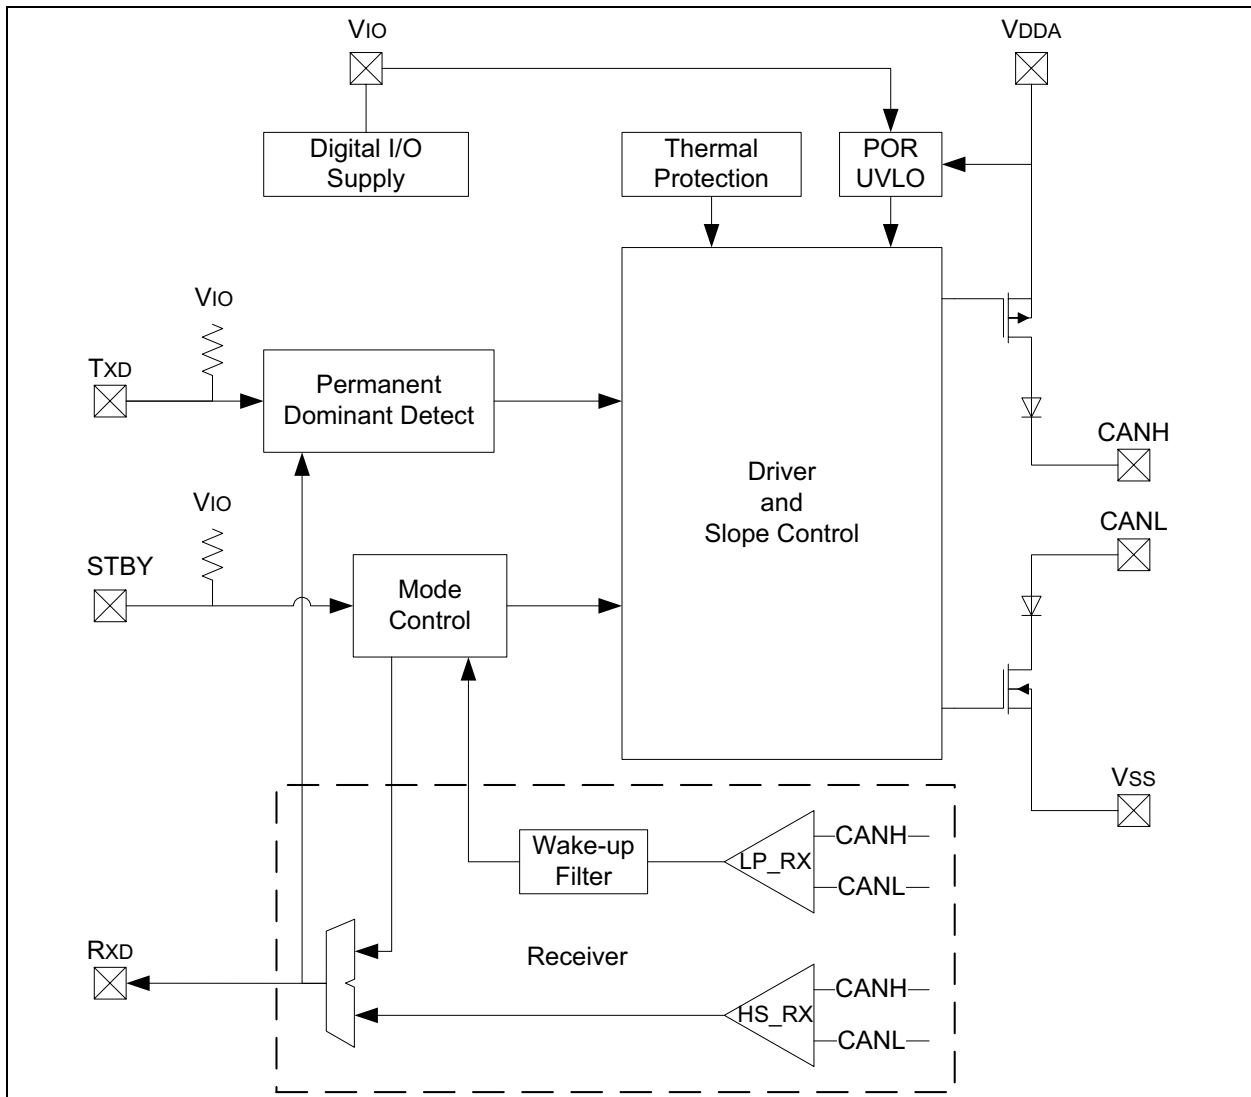 VIO
VDDA
Digital I/O
Supply
Thermal
Protection
POR
UVLO
VIO
TXD
Permanent
Dominant Detect
CANH
Driver
and
Slope Control
VIO
CANL
STBY
Mode
Control
VSS
Wake-up
Filter
LP_RX
CANH
CANL
RXD
Receiver
HS_RX
CANH
CANL